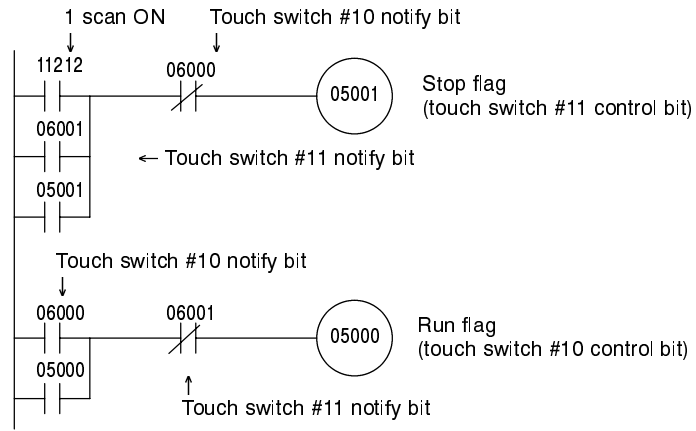 1 scan ON
Touch switch #10 notify bit
11212
06000
05001
Stop flag
(touch switch #11 control bit)
06001
Touch switch #11 notify bit
05001
Touch switch #10 notify bit
06000
06001
05000
Run flag
(touch switch #10 control bit)
05000
Touch switch #11 notify bit